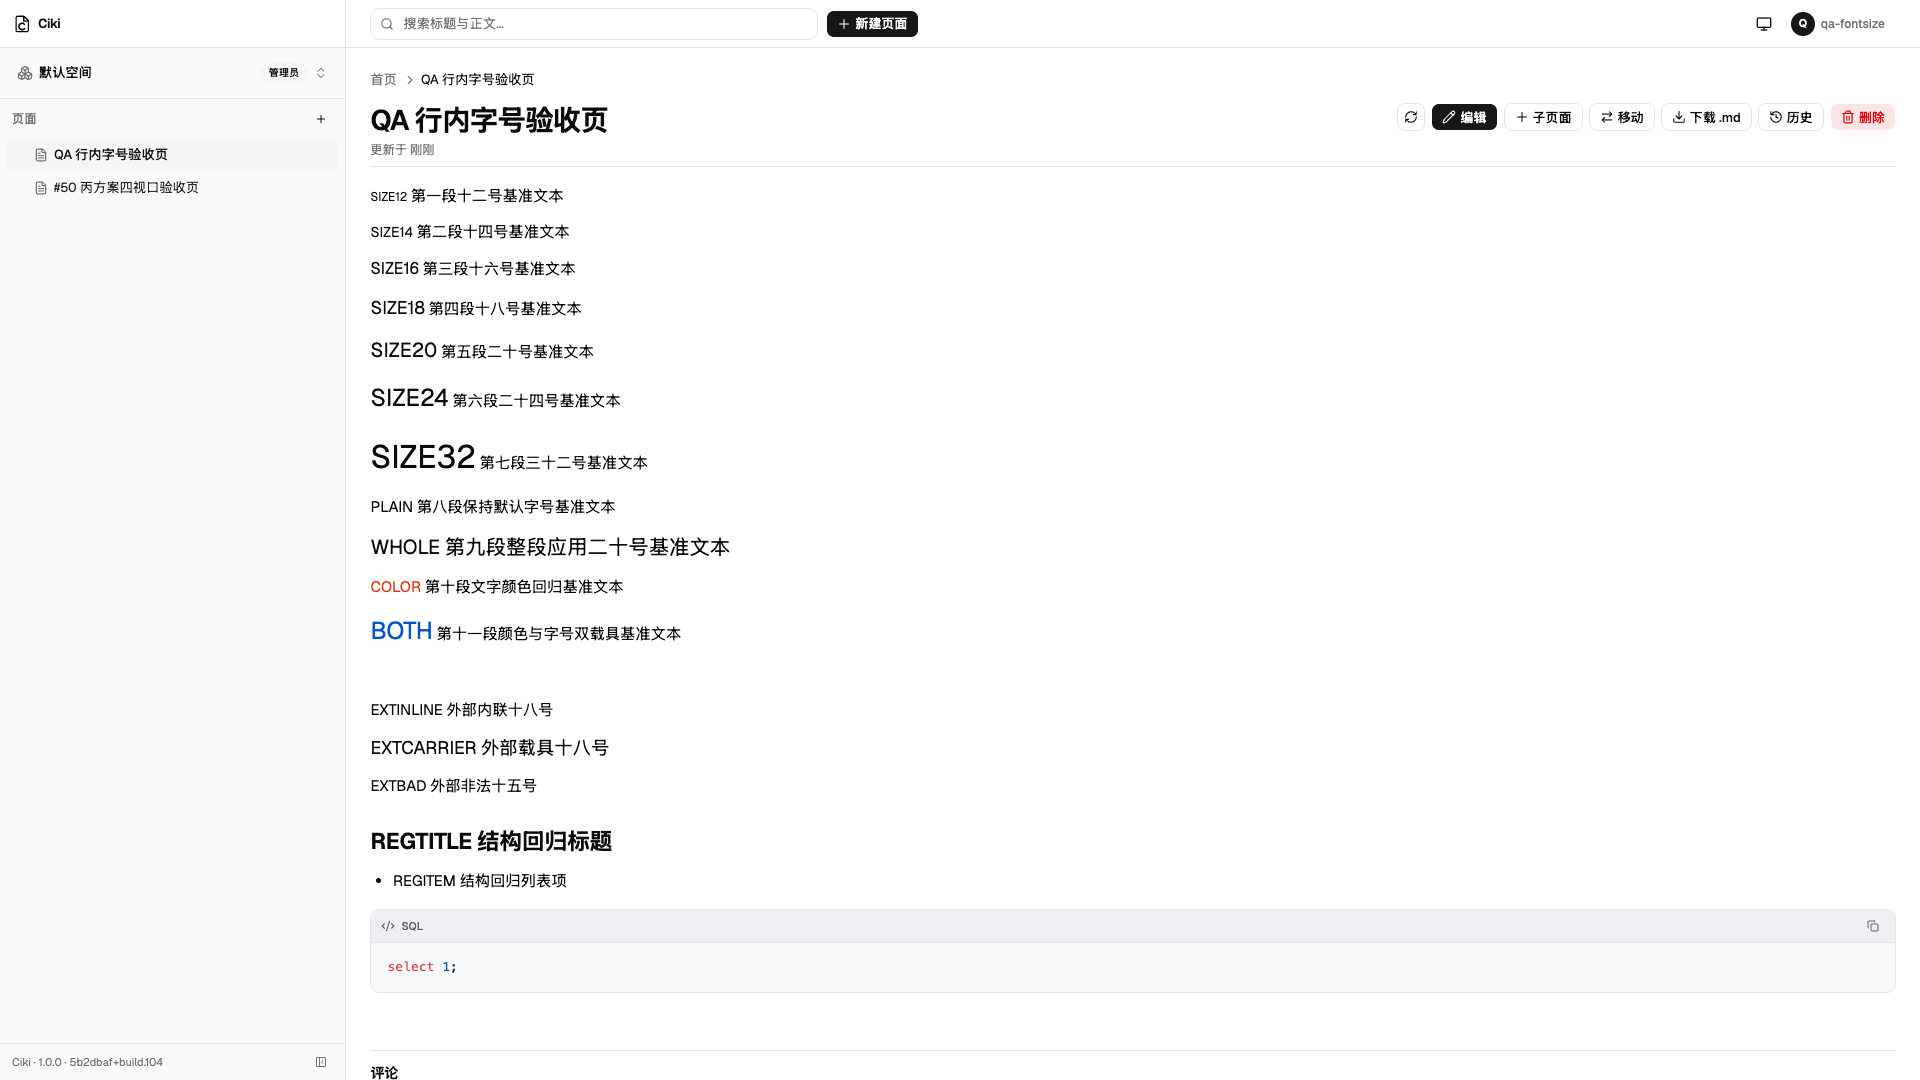 Ciki
搜索标题与正文...
新建页面
Q
qa-fontsize
默认空间
管理员
页面
QA 行内字号验收页
#50 丙方案四视口验收页
首页 > QA 行内字号验收页
QA 行内字号验收页
编辑
子页面
移动
下载 .md
历史
删除
更新于 刚刚
SIZE12 第一段十二号基准文本
SIZE14 第二段十四号基准文本
SIZE16 第三段十六号基准文本
SIZE18 第四段十八号基准文本
SIZE20 第五段二十号基准文本
SIZE24 第六段二十四号基准文本
SIZE32 第七段三十二号基准文本
PLAIN 第八段保持默认字号基准文本
WHOLE 第九段整段应用二十号基准文本
COLOR 第十段文字颜色回归基准文本
BOTH 第十一段颜色与字号双载具基准文本
EXTINLINE 外部内联十八号
EXTCARRIER 外部载具十八号
EXTBAD 外部非法十五号
REGTITLE 结构回归标题
• REGITEM 结构回归列表项
SQL
select 1;
评论
Ciki · 1.0.0 · 5b2dbaf+build.104